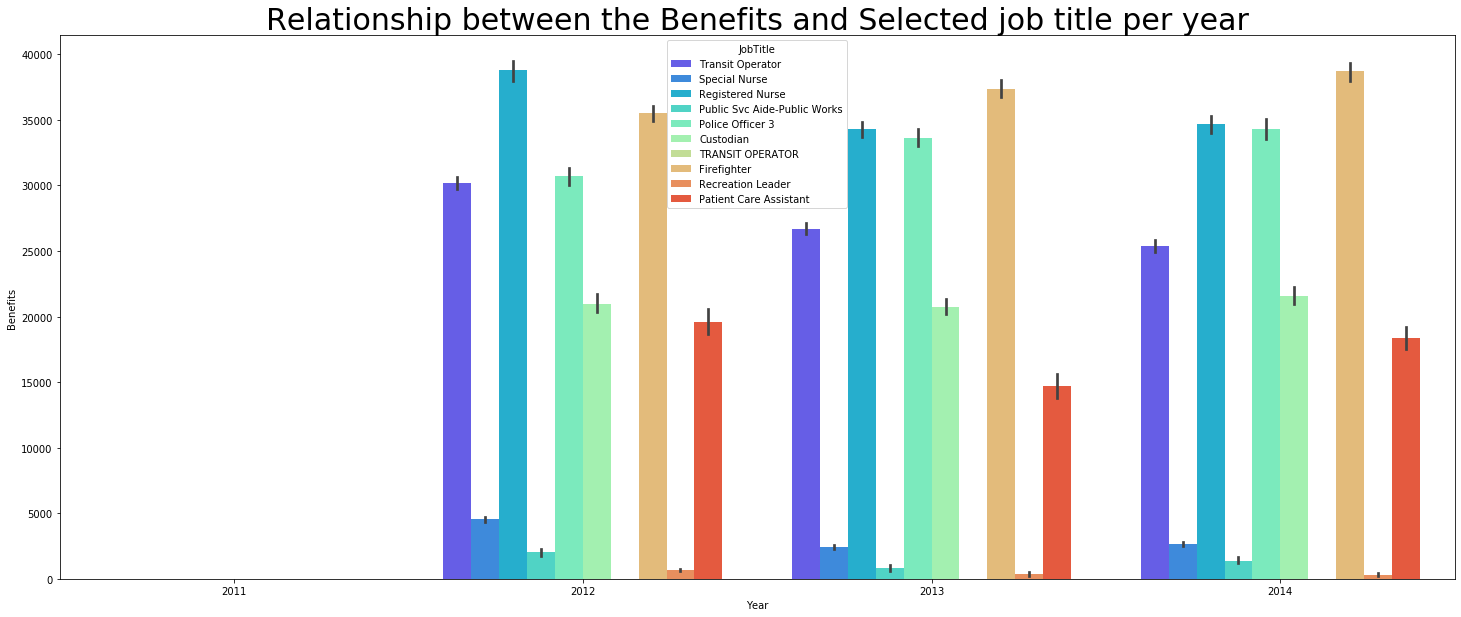 Relationship between the Benefits and Selected job title per year
JobTitle
Transit Operator
Special Nurse
Registered Nurse
Public Svc Aide-Public Works
Police Officer 3
Custodian
TRANSIT OPERATOR
Firefighter
Recreation Leader
Patient Care Assistant
40000
35000
30000
25000
20000
15000
10000
5000
0
Benefits
2011 2012 2013 2014
Year